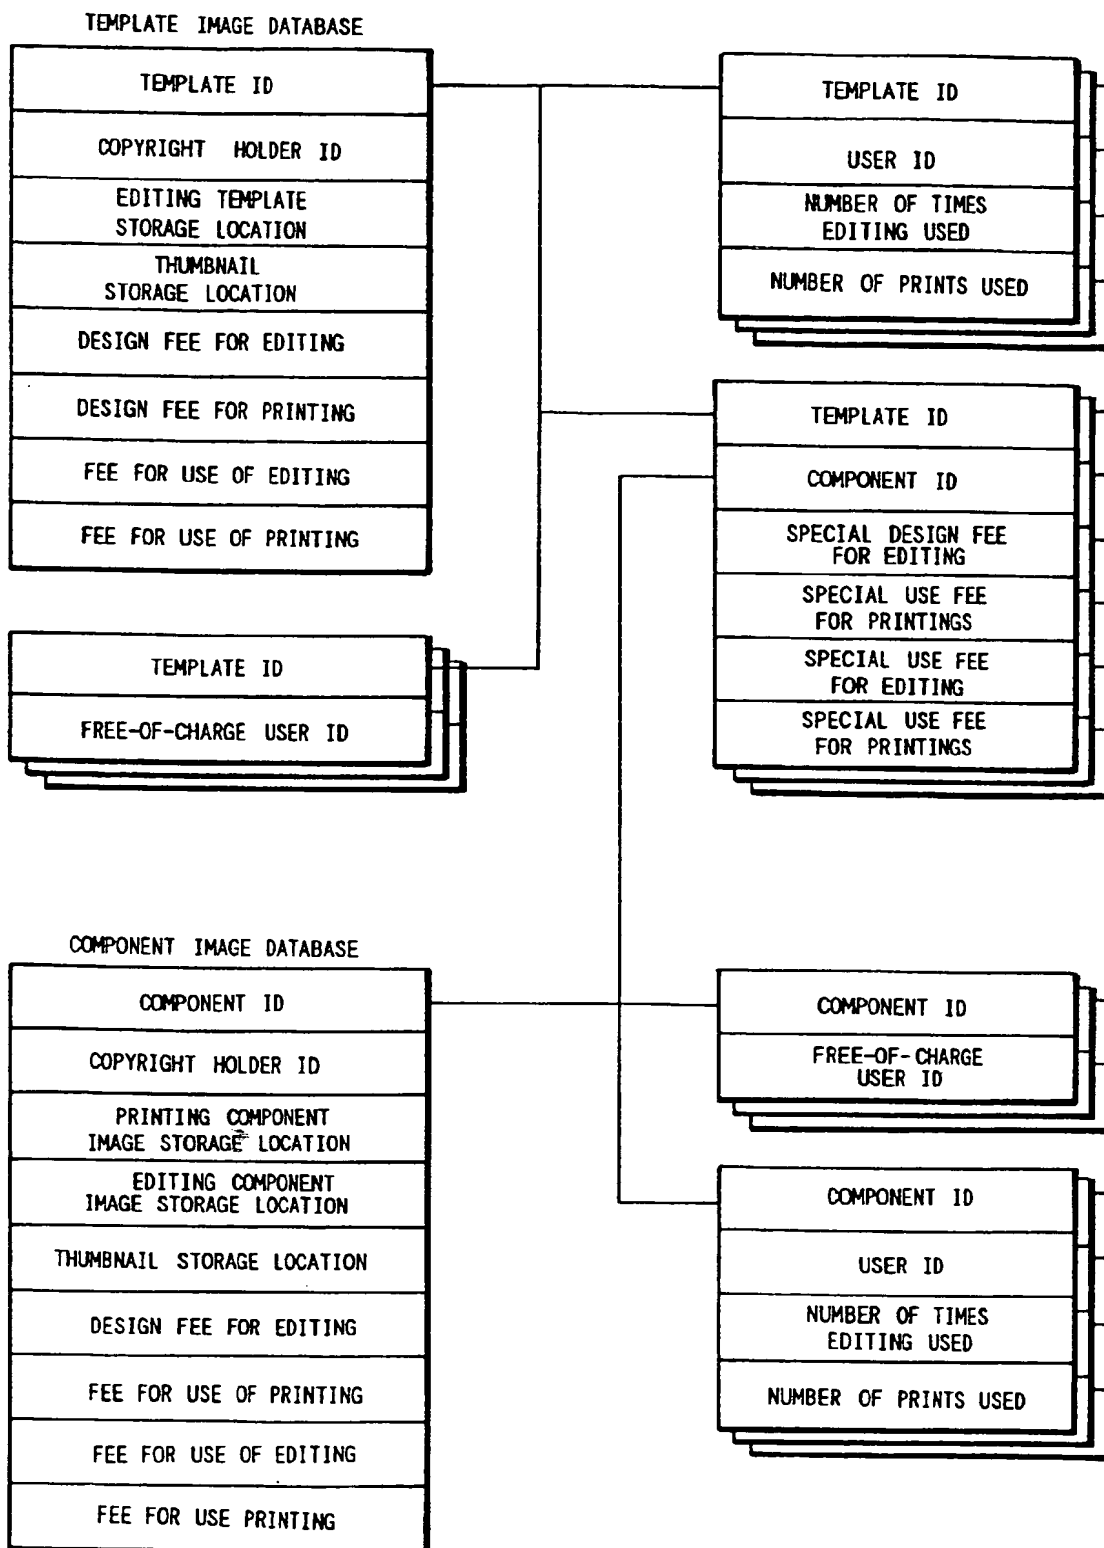 TEMPLATE IMAGE DATABASE
TEMPLATE ID
COPYRIGHT HOLDER ID
EDITING TEMPLATE
STORAGE LOCATION
THUMBNAIL
STORAGE LOCATION
DESIGN FEE FOR EDITING
DESIGN FEE FOR PRINTING
FEE FOR USE OF EDITING
FEE FOR USE OF PRINTING
TEMPLATE ID
FREE-OF-CHARGE USER ID
TEMPLATE ID
USER ID
NUMBER OF TIMES
EDITING USED
NUMBER OF PRINTS USED
TEMPLATE ID
COMPONENT ID
SPECIAL DESIGN FEE
FOR EDITING
SPECIAL USE FEE
FOR PRINTINGS
SPECIAL USE FEE
FOR EDITING
SPECIAL USE FEE
FOR PRINTINGS
COMPONENT IMAGE DATABASE
COMPONENT ID
COPYRIGHT HOLDER ID
PRINTING COMPONENT
IMAGE STORAGE LOCATION
EDITING COMPONENT
IMAGE STORAGE LOCATION
THUMBNAIL STORAGE LOCATION
DESIGN FEE FOR EDITING
FEE FOR USE OF PRINTING
FEE FOR USE OF EDITING
FEE FOR USE PRINTING
COMPONENT ID
FREE-OF-CHARGE
USER ID
COMPONENT ID
USER ID
NUMBER OF TIMES
EDITING USED
NUMBER OF PRINTS USED